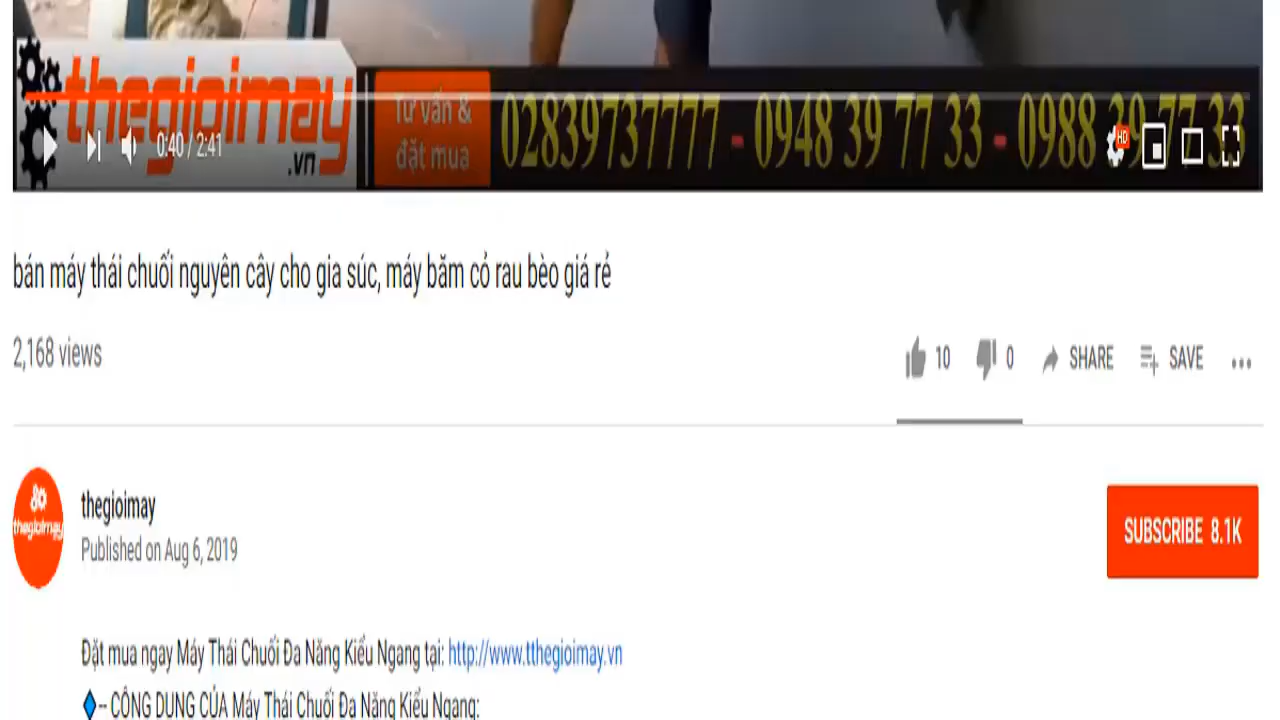 thegioimay
.vn
Tư vấn &
đặt mua
02839737777 - 0948 39 77 33 - 0988 39 77 33
0:40 / 2:41
HD
bán máy thái chuối nguyên cây cho gia súc, máy băm cỏ rau bèo giá rẻ
2,168 views
10
0
SHARE
SAVE
thegioimay
thegioimay
Published on Aug 6, 2019
SUBSCRIBE 8.1K
Đặt mua ngay Máy Thái Chuối Đa Năng Kiểu Ngang tại: http://www.tthegioimay.vn
-- CÔNG DỤNG CỦA Máy Thái Chuối Đa Năng Kiểu Ngang: